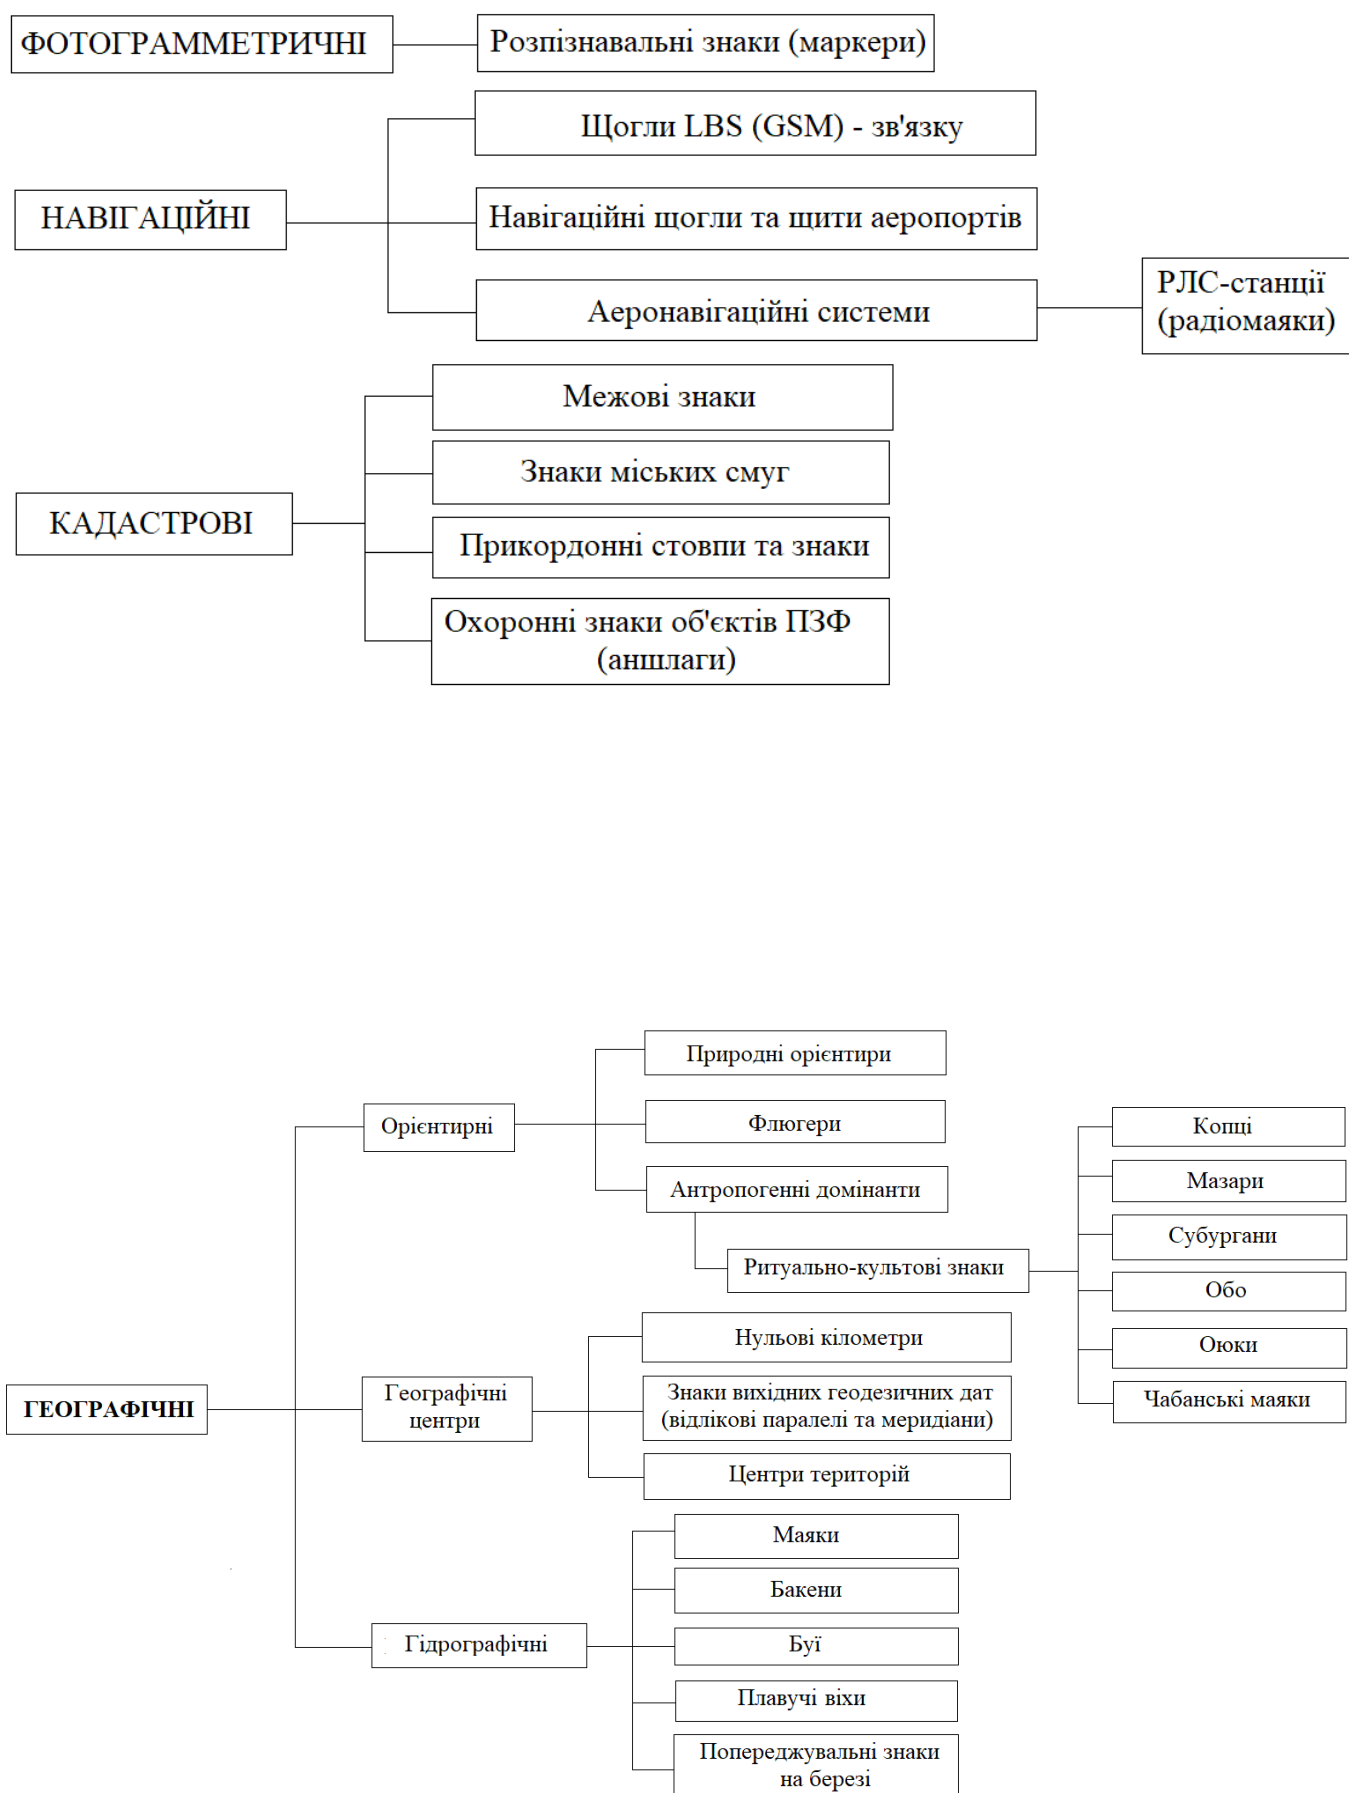 ФОТОГРАММЕТРИЧНІ
Розпізнавальні знаки (маркери)
НАВІГАЦІЙНІ
Щогли LBS (GSM) - зв'язку
Навігаційні щогли та щити аеропортів
Аеронавігаційні системи
РЛС-станції
(радіомаяки)
КАДАСТРОВІ
Межові знаки
Знаки міських смуг
Прикордонні стовпи та знаки
Охоронні знаки об'єктів ПЗФ
(аншлаги)
ГЕОГРАФІЧНІ
Орієнтирні
Природні орієнтири
Флюгери
Антропогенні домінанти
Ритуально-культові знаки
Копці
Мазари
Субургани
Обо
Оюки
Чабанські маяки
Географічні
центри
Нульові кілометри
Знаки вихідних геодезичних дат
(відлікові паралелі та меридіани)
Центри територій
Гідрографічні
Маяки
Бакени
Буї
Плавучі віхи
Попереджувальні знаки
на березі